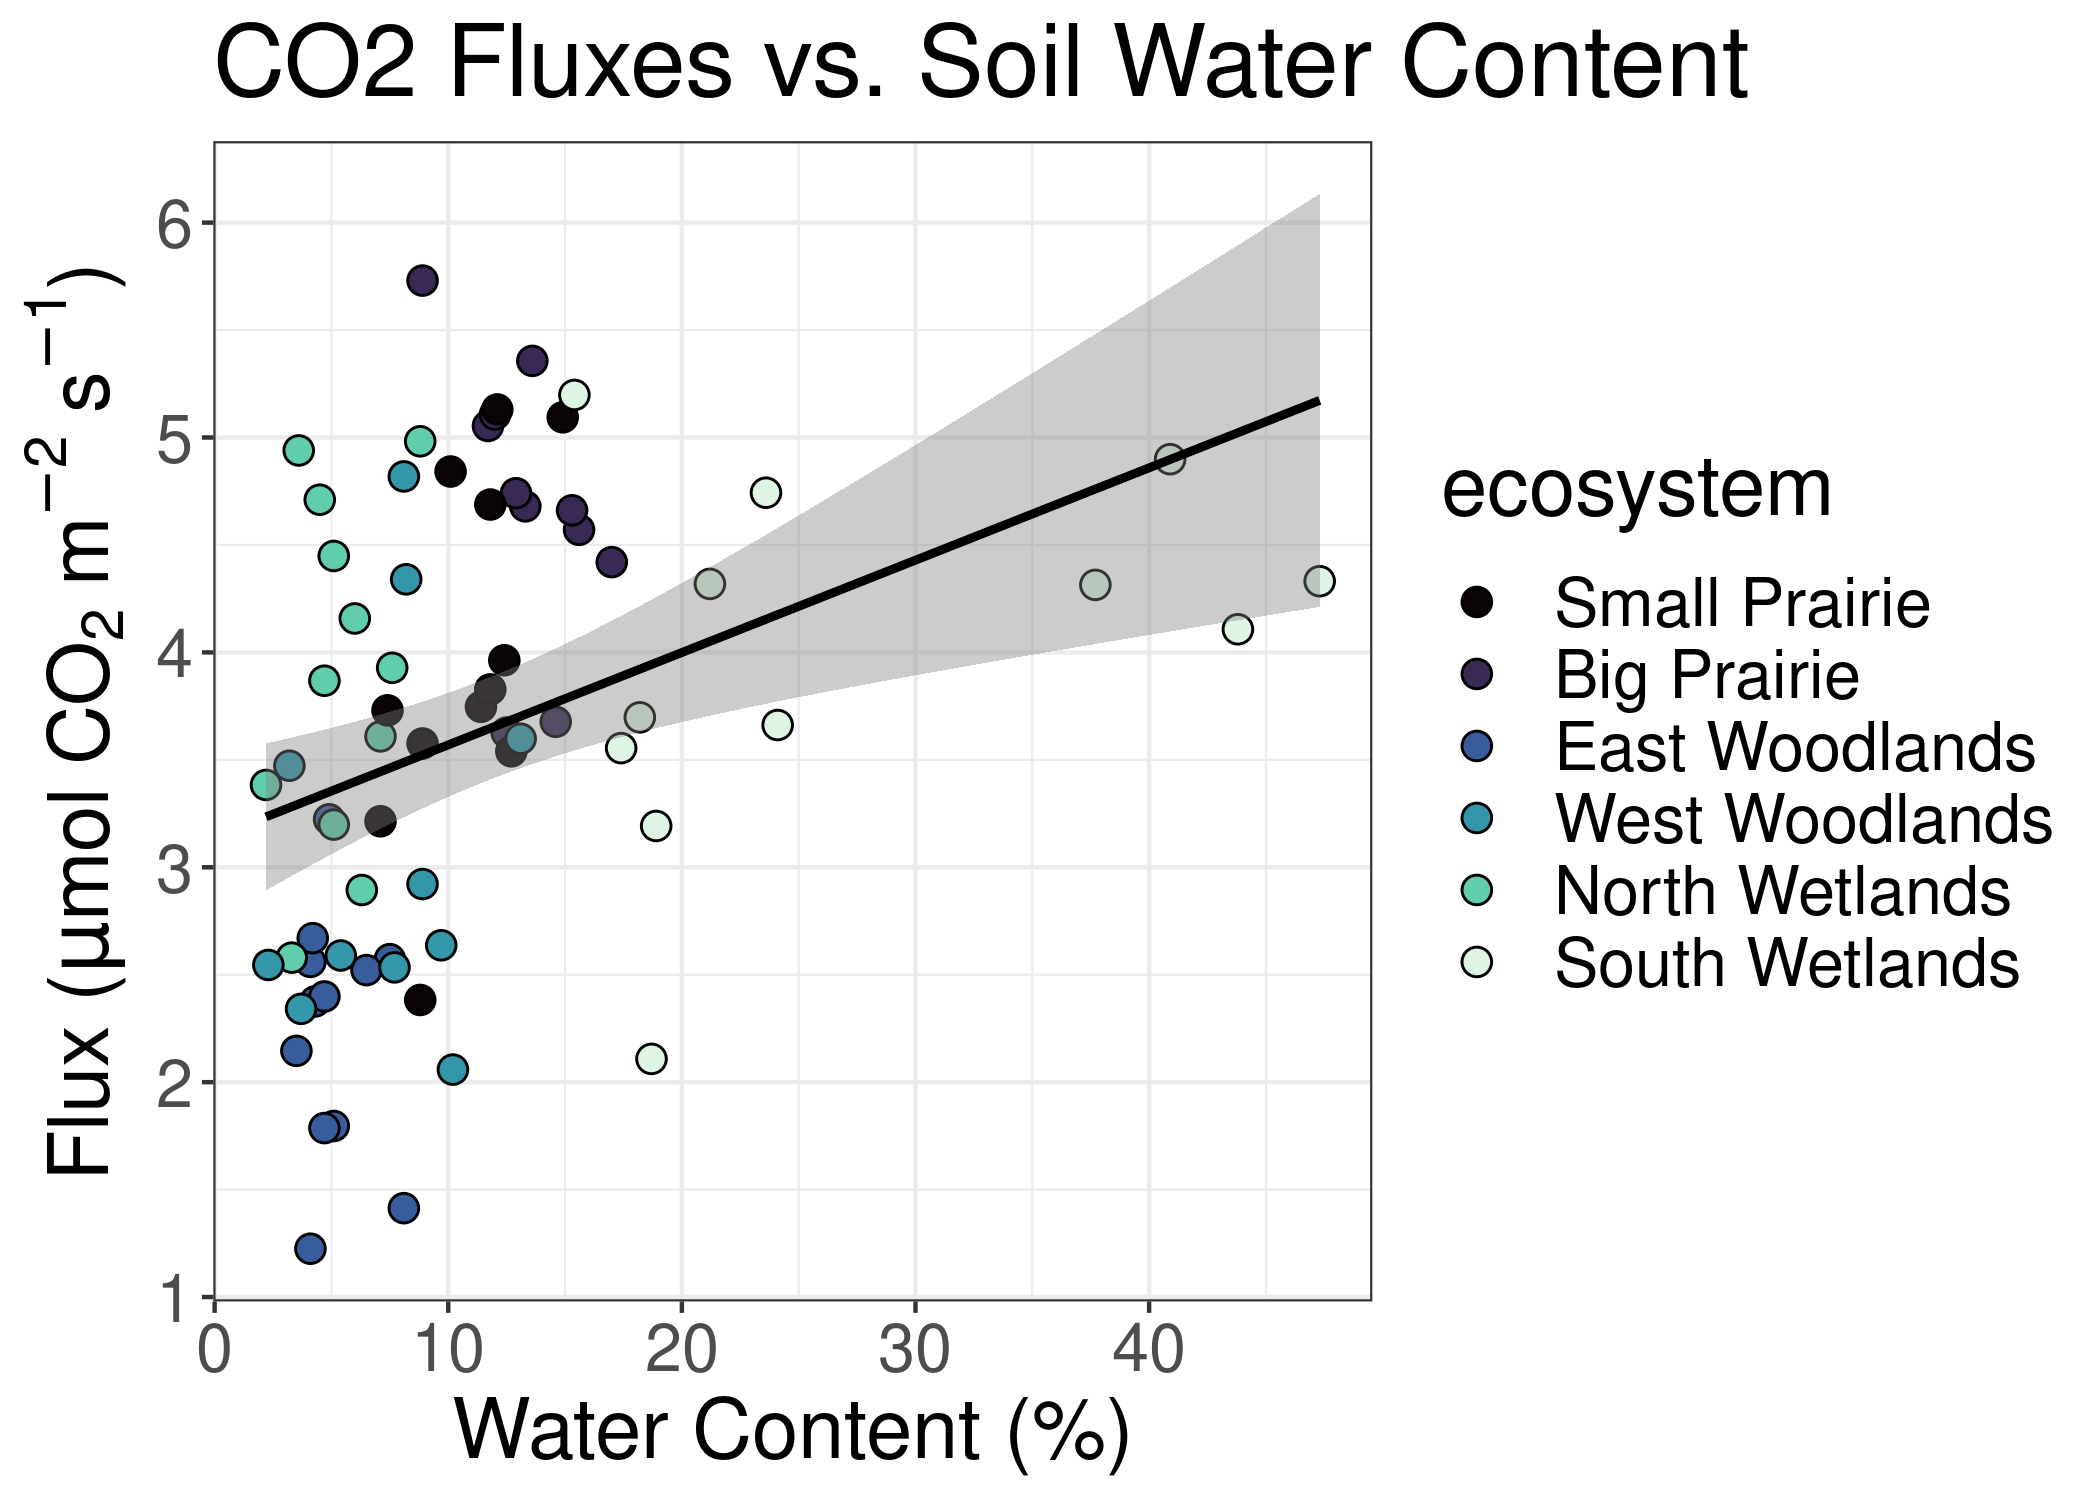 CO2 Fluxes vs. Soil Water Content
Flux (µmol CO₂ m⁻² s⁻¹)
6
5
4
3
2
1
0 10 20 30 40
Water Content (%)
ecosystem
Small Prairie
Big Prairie
East Woodlands
West Woodlands
North Wetlands
South Wetlands